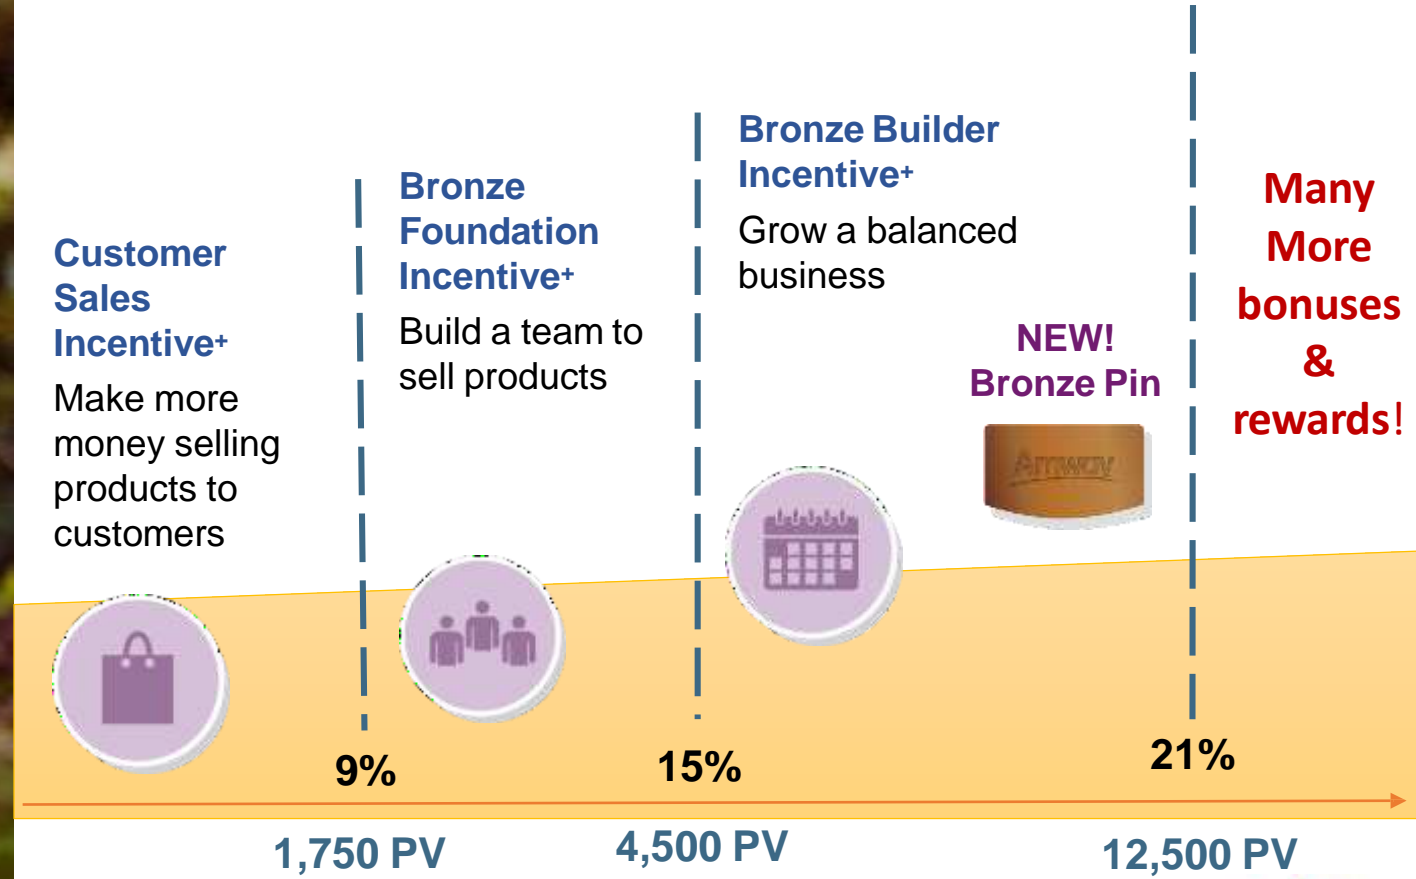 Customer
Sales
Incentive+
Make more
money selling
products to
customers
Bronze
Foundation
Incentive+
Build a team to
sell products
Bronze Builder
Incentive+
Grow a balanced
business
NEW!
Bronze Pin
Amway
Many
More
bonuses
&
rewards!
9%
15%
21%
1,750 PV
4,500 PV
12,500 PV